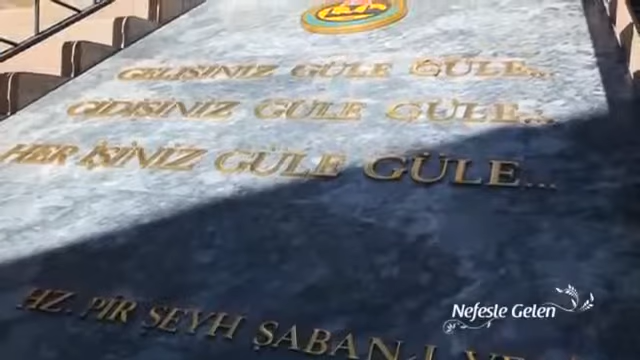 GELİŞİNİZ GÜLE GÜLE...
GİDİŞİNİZ GÜLE GÜLE...
HER İŞİNİZ GÜLE GÜLE...
HZ. PİR ŞEYH ŞABAN-I
Nefesle Gelen